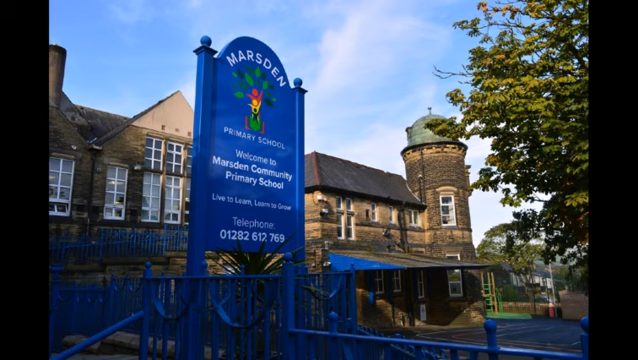 MARSDEN
PRIMARY SCHOOL
Welcome to
Marsden Community
Primary School
Live to Learn, Learn to Grow
Telephone:
01282 612 769